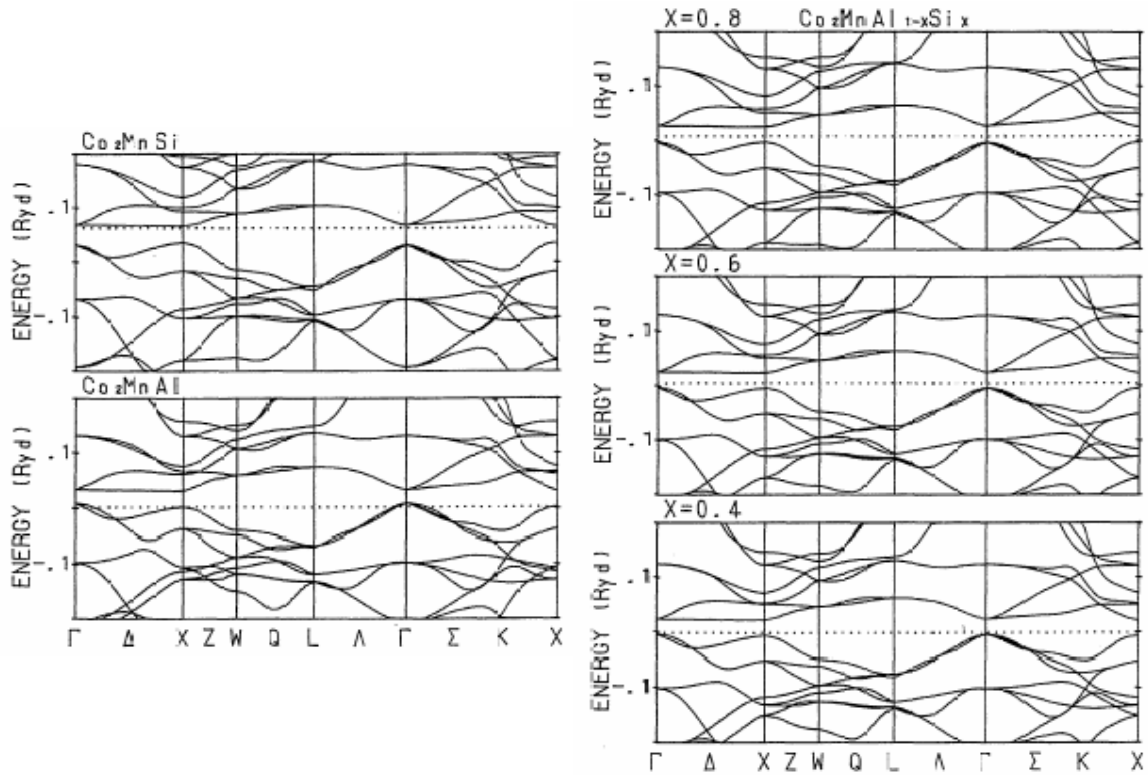 Co₂MnSi
ENERGY (Ryd)
.1
-.1
Co₂MnAl
ENERGY (Ryd)
.1
-.1
Γ Δ X Z W Q L Λ Γ Σ K X
X=0.8 Co₂MnAl₁₋ₓSiₓ
ENERGY (Ryd)
.1
-.1
X=0.6
ENERGY (Ryd)
.1
-.1
X=0.4
ENERGY (Ryd)
.1
-.1
Γ Δ X Z W Q L Λ Γ Σ K X